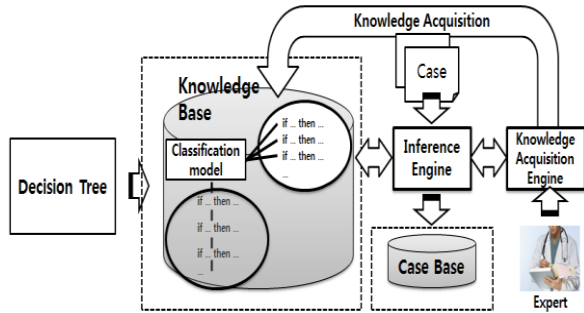 Knowledge Acquisition
Knowledge
Base
Case
if ... then ...
if ... then ...
if ... then ...
...
Classification
model
Decision Tree
Inference
Engine
Knowledge
Acquisition
Engine
if ... then ...
if ... then ...
if ... then ...
...
Case Base
Expert